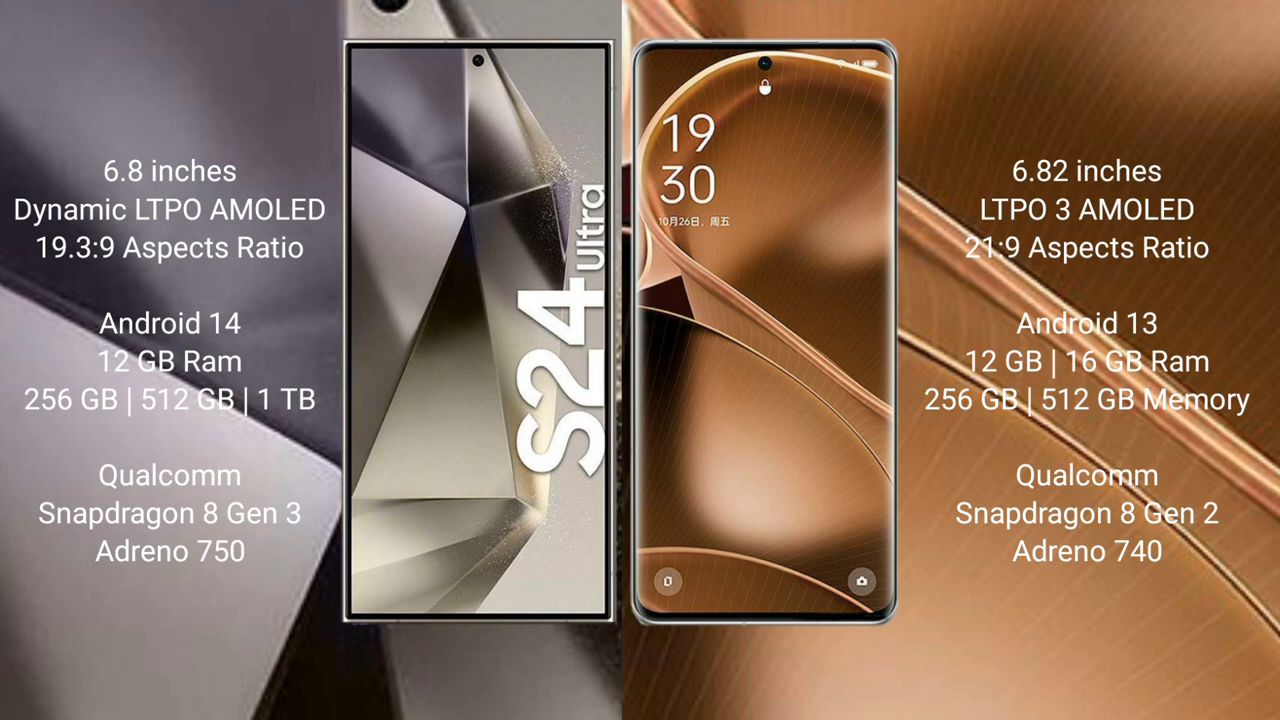 6.8 inches
Dynamic LTPO AMOLED
19.3:9 Aspects Ratio
Android 14
12 GB Ram
256 GB | 512 GB | 1 TB
Qualcomm
Snapdragon 8 Gen 3
Adreno 750
S24 Ultra
19
30
10月26日，周五
6.82 inches
LTPO 3 AMOLED
21:9 Aspects Ratio
Android 13
12 GB | 16 GB Ram
256 GB | 512 GB Memory
Qualcomm
Snapdragon 8 Gen 2
Adreno 740